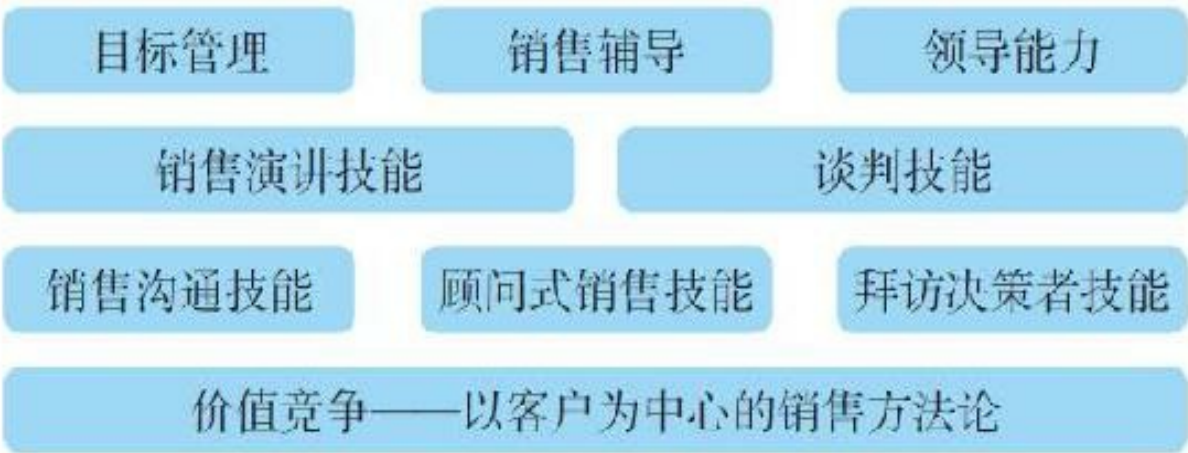 目标管理 销售辅导 领导能力
销售演讲技能 谈判技能
销售沟通技能 顾问式销售技能 拜访决策者技能
价值竞争——以客户为中心的销售方法论